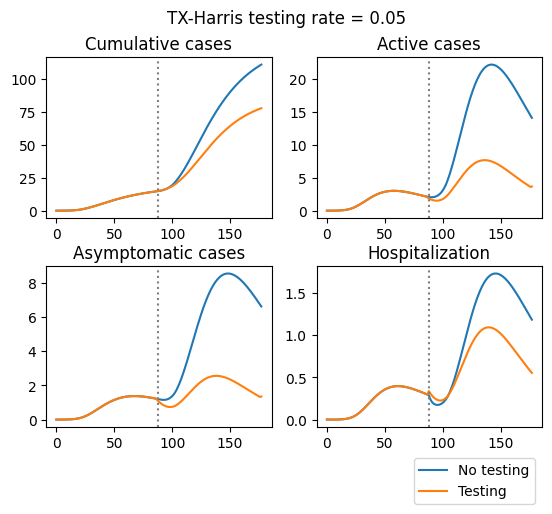 TX-Harris testing rate = 0.05
Cumulative cases
100
75
50
25
0
0 50 100 150
Active cases
20
15
10
5
0
0 50 100 150
Asymptomatic cases
8
6
4
2
0
0 50 100 150
Hospitalization
1.5
1.0
0.5
0.0
0 50 100 150
No testing
Testing